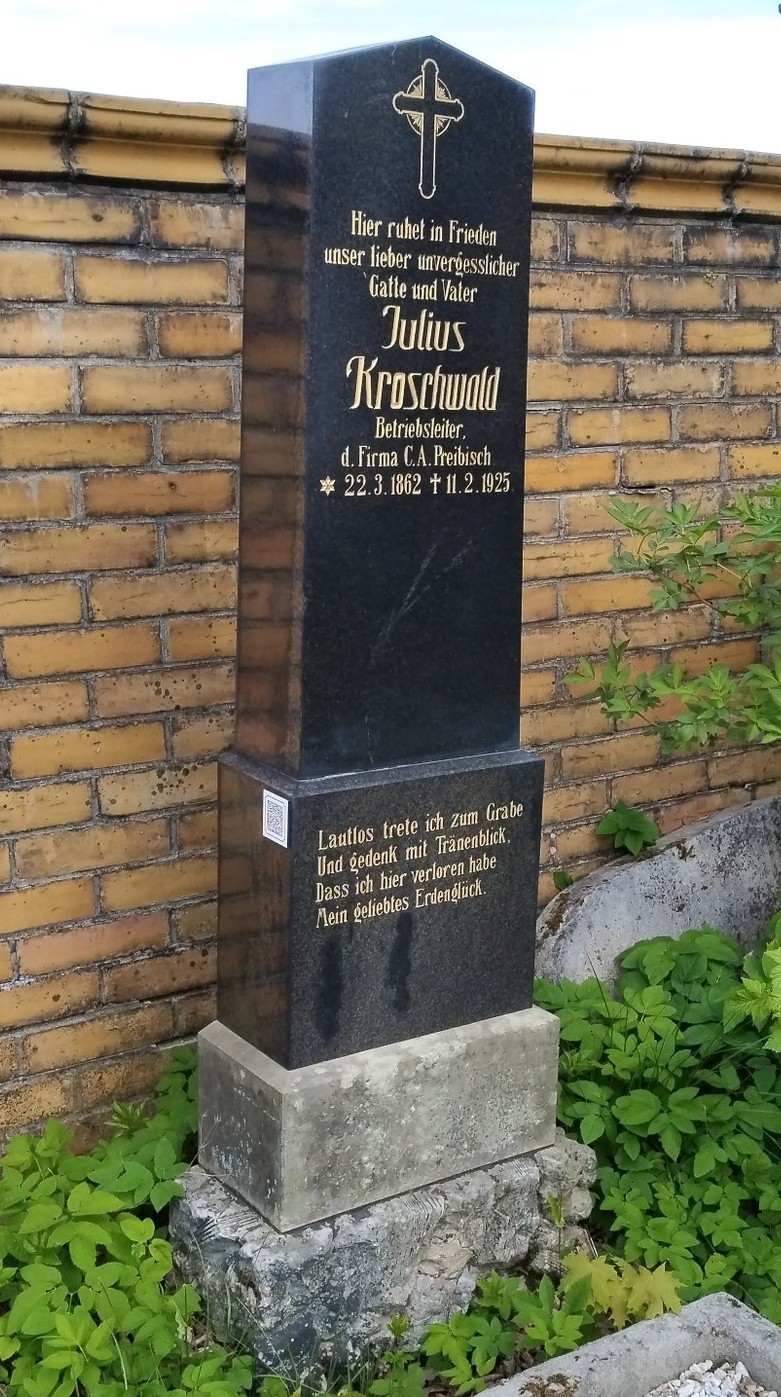 Hier ruhet in Frieden
unser lieber unvergesslicher
Gatte und Vater
Julius
Kroschwald
Betriebsleiter,
d. Firma C.A. Preibisch
* 22.3.1862 † 11.2.1925
Lautlos trete ich zum Grabe
Und gedenk mit Tränenblick,
Dass ich hier verloren habe
Mein geliebtes Erdenglück.